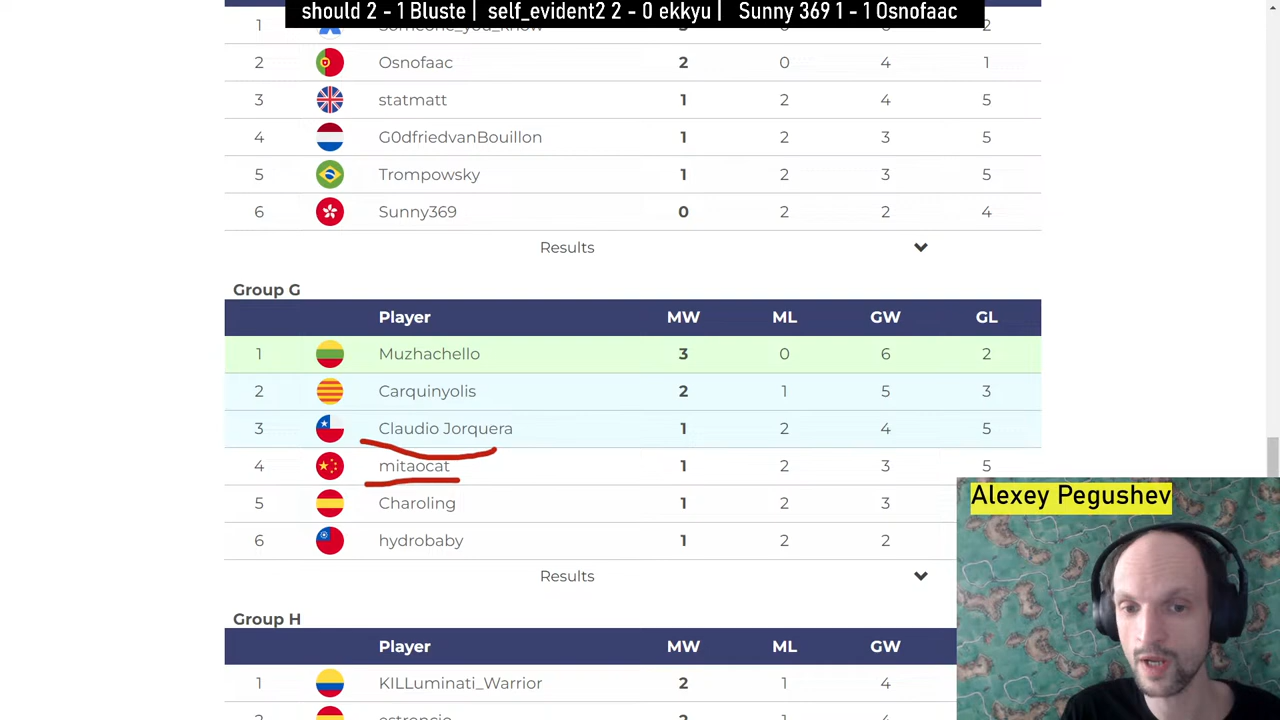 should 2 - 1 Bluste | self_evident2 2 - 0 ekkyu | Sunny 369 1 - 1 Osnofaac
1 Someone_you_know 2
2 Osnofaac 2 0 4 1
3 statmatt 1 2 4 5
4 G0dfriedvanBouillon 1 2 3 5
5 Trompowsky 1 2 3 5
6 Sunny369 0 2 2 4
Results
Group G
Player MW ML GW GL
1 Muzhachello 3 0 6 2
2 Carquinyolis 2 1 5 3
3 Claudio Jorquera 1 2 4 5
4 mitaocat 1 2 3 5
5 Charoling 1 2 3
6 hydrobaby 1 2 2
Alexey Pegushev
Results
Group H
Player MW ML GW
1 KILLuminati_Warrior 2 1 4